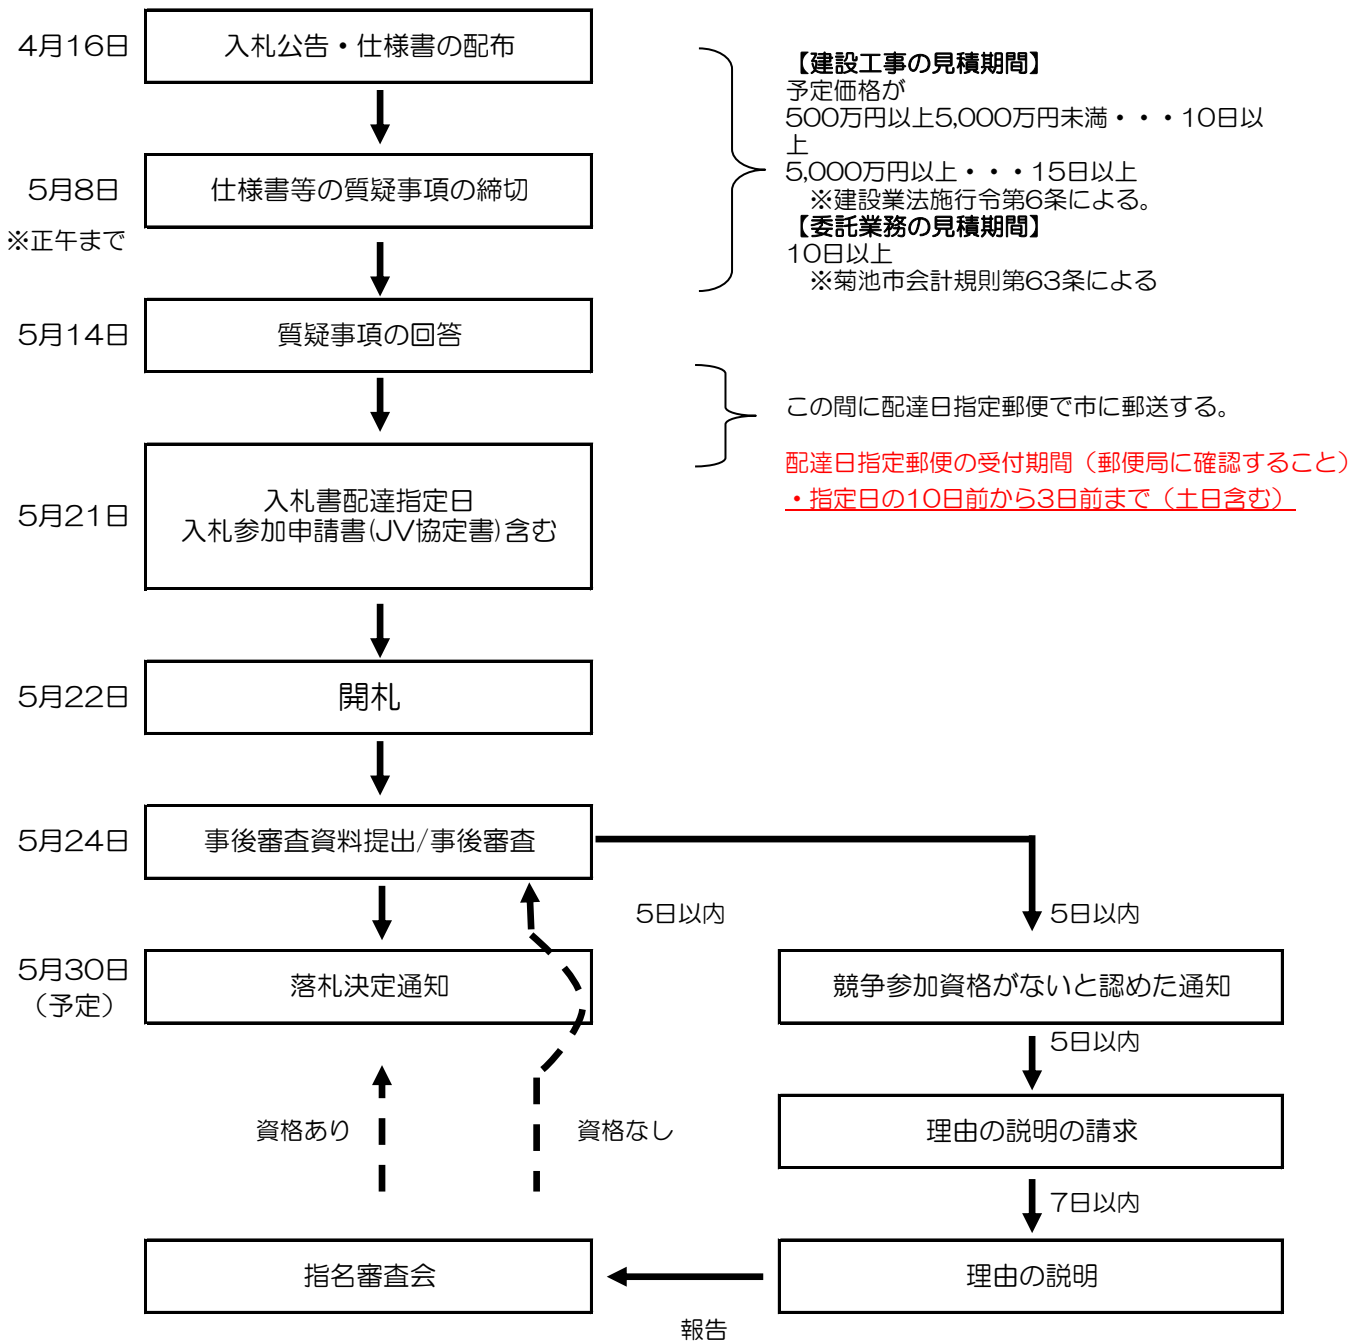 4月16日
入札公告・仕様書の配布
【建設工事の見積期間】
予定価格が
500万円以上5,000万円未満・・・10日以
上
5,000万円以上・・・15日以上
※建設業法施行令第6条による。
【委託業務の見積期間】
10日以上
※菊池市会計規則第63条による
5月8日
※正午まで
仕様書等の質疑事項の締切
5月14日
質疑事項の回答
この間に配達日指定郵便で市に郵送する。
配達日指定郵便の受付期間（郵便局に確認すること）
・指定日の10日前から3日前まで（土日含む）
5月21日
入札書配達指定日
入札参加申請書(JV協定書)含む
5月22日
開札
5月24日
事後審査資料提出/事後審査
5日以内
5日以内
5月30日
（予定）
落札決定通知
競争参加資格がないと認めた通知
5日以内
資格あり
資格なし
理由の説明の請求
7日以内
指名審査会
理由の説明
報告